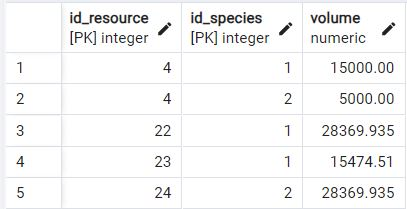 id_resource id_species volume
[PK] integer [PK] integer numeric
1 4 1 15000.00
2 4 2 5000.00
3 22 1 28369.935
4 23 1 15474.51
5 24 2 28369.935